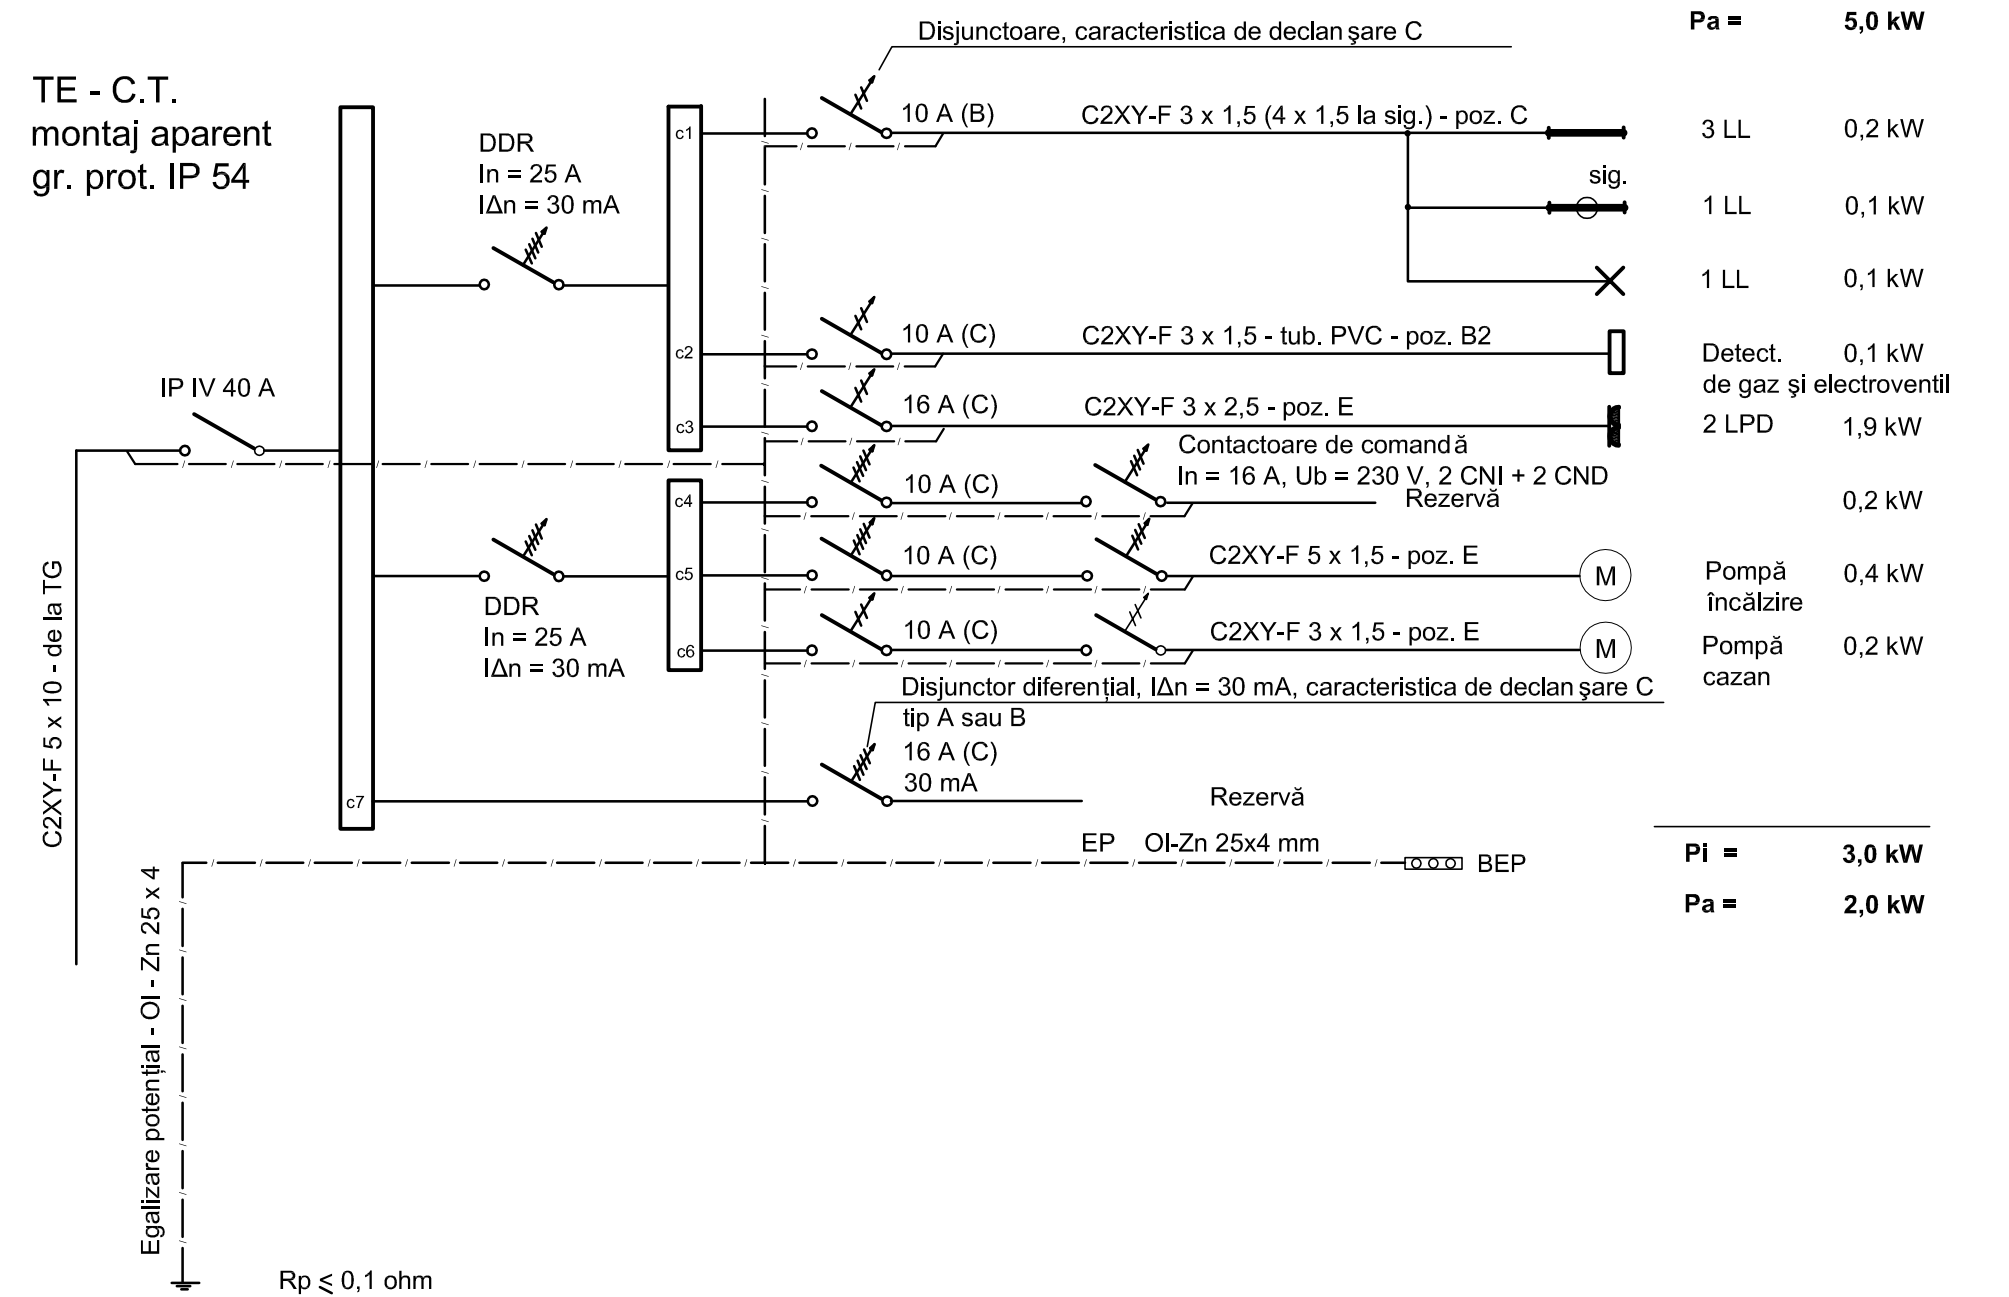 Pa = 5,0 kW
Disjunctoare, caracteristica de declanşare C
TE - C.T.
montaj aparent
gr. prot. IP 54
DDR
In = 25 A
IΔn = 30 mA
c1
10 A (B)
C2XY-F 3 x 1,5 (4 x 1,5 la sig.) - poz. C
3 LL 0,2 kW
sig.
1 LL 0,1 kW
1 LL 0,1 kW
c2
10 A (C)
C2XY-F 3 x 1,5 - tub. PVC - poz. B2
Detect. 0,1 kW
de gaz şi electroventil
IP IV 40 A
c3
16 A (C)
C2XY-F 3 x 2,5 - poz. E
2 LPD 1,9 kW
Contactoare de comandă
In = 16 A, Ub = 230 V, 2 CNI + 2 CND
c4
10 A (C)
Rezervă
0,2 kW
c5
10 A (C)
C2XY-F 5 x 1,5 - poz. E
M
Pompă 0,4 kW
încălzire
DDR
In = 25 A
IΔn = 30 mA
c6
10 A (C)
C2XY-F 3 x 1,5 - poz. E
M
Pompă 0,2 kW
cazan
Disjunctor diferenţial, IΔn = 30 mA, caracteristica de declanşare C
tip A sau B
16 A (C)
30 mA
c7
Rezervă
C2XY-F 5 x 10 - de la TG
EP OI-Zn 25x4 mm
BEP
Pi = 3,0 kW
Pa = 2,0 kW
Egalizare potenţial - OI - Zn 25 x 4
Rp ≤ 0,1 ohm